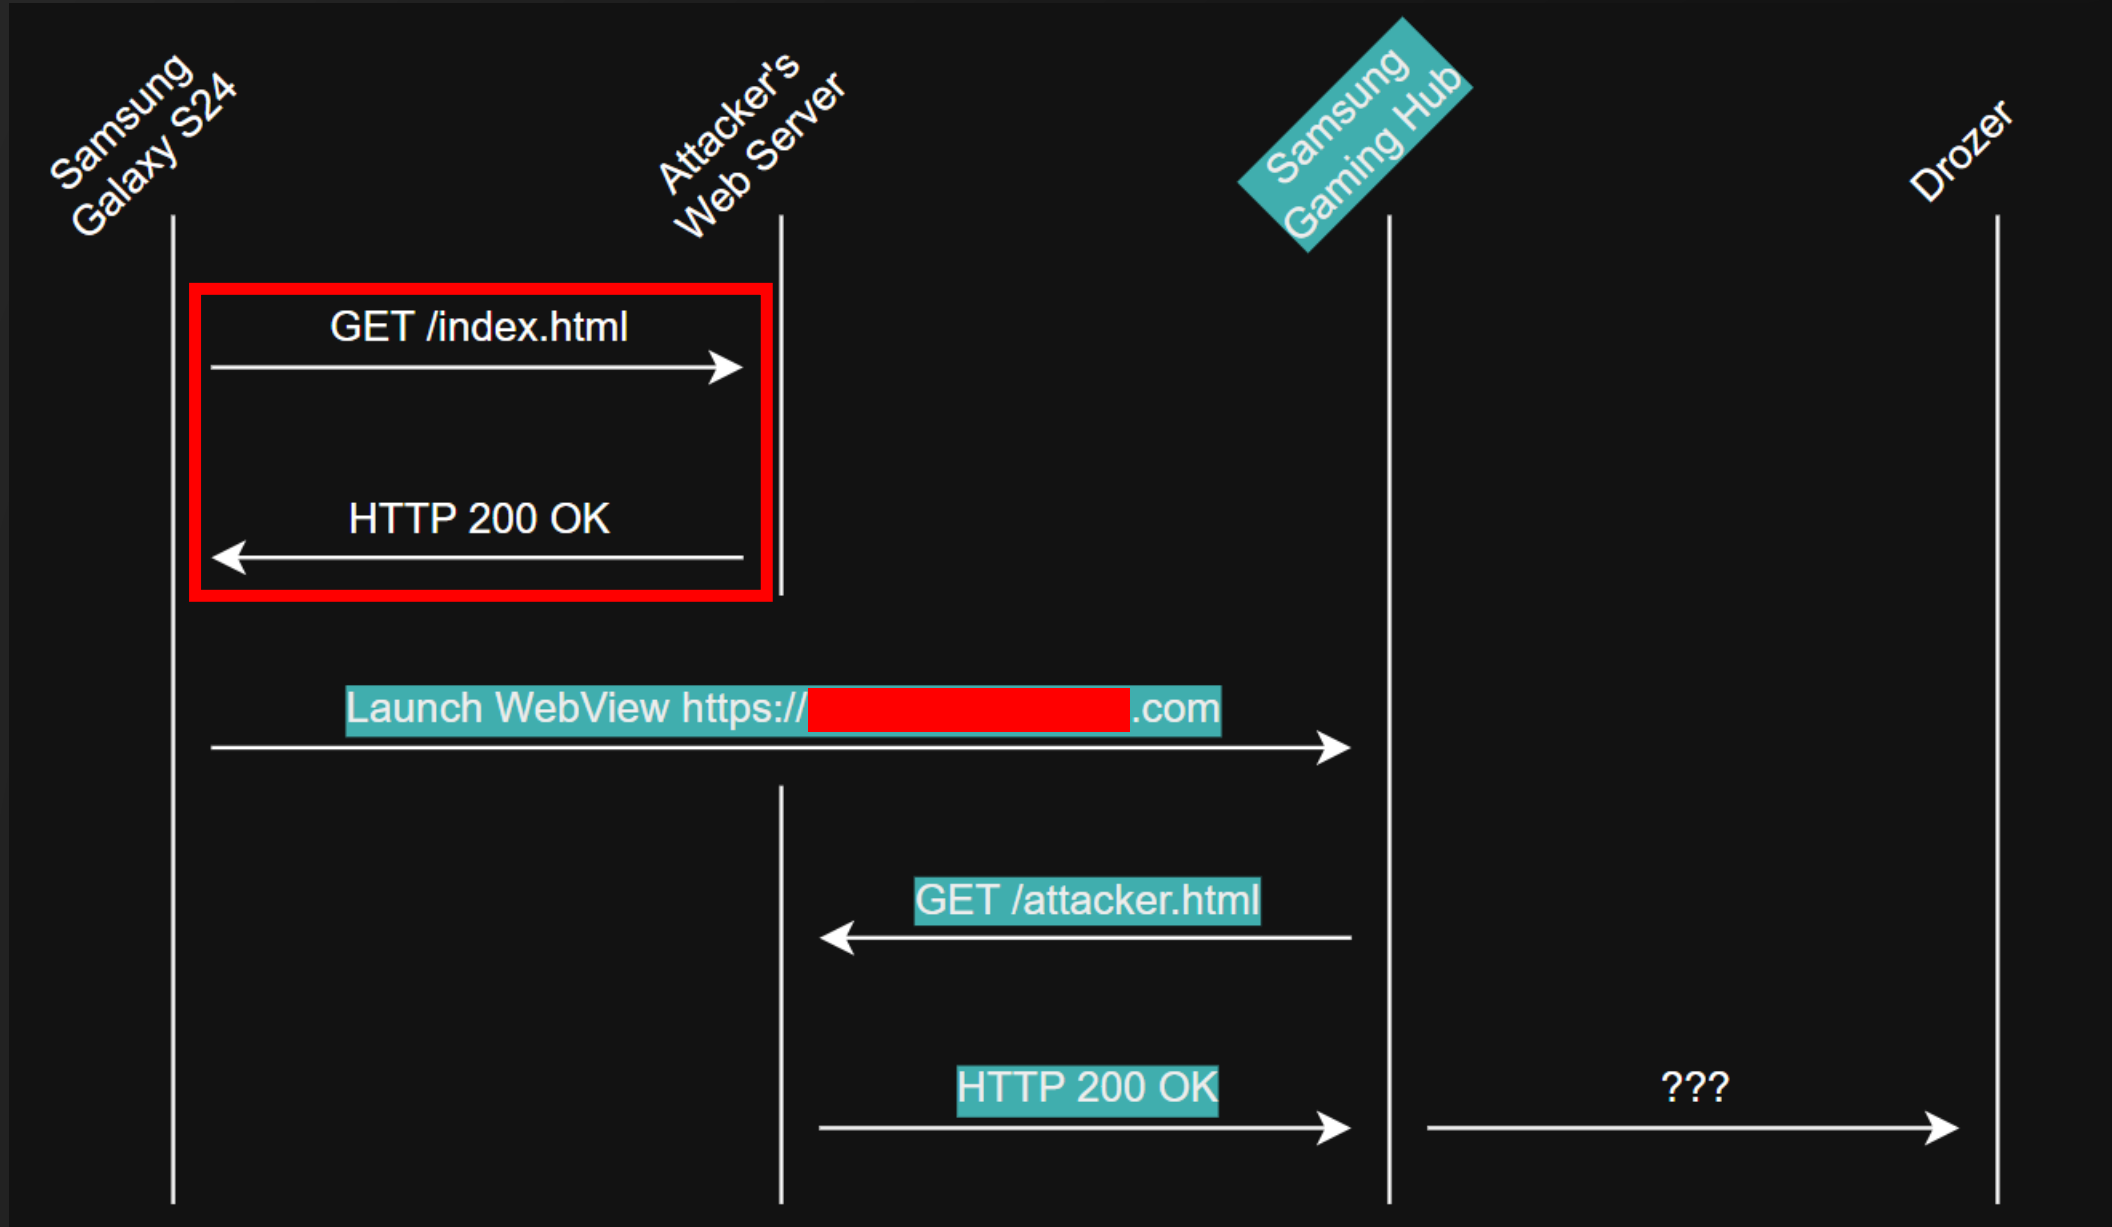 Samsung
Galaxy S24
Attacker's
Web Server
Samsung
Gaming Hub
Drozer
GET /index.html
HTTP 200 OK
Launch WebView https:// .com
GET /attacker.html
HTTP 200 OK
???